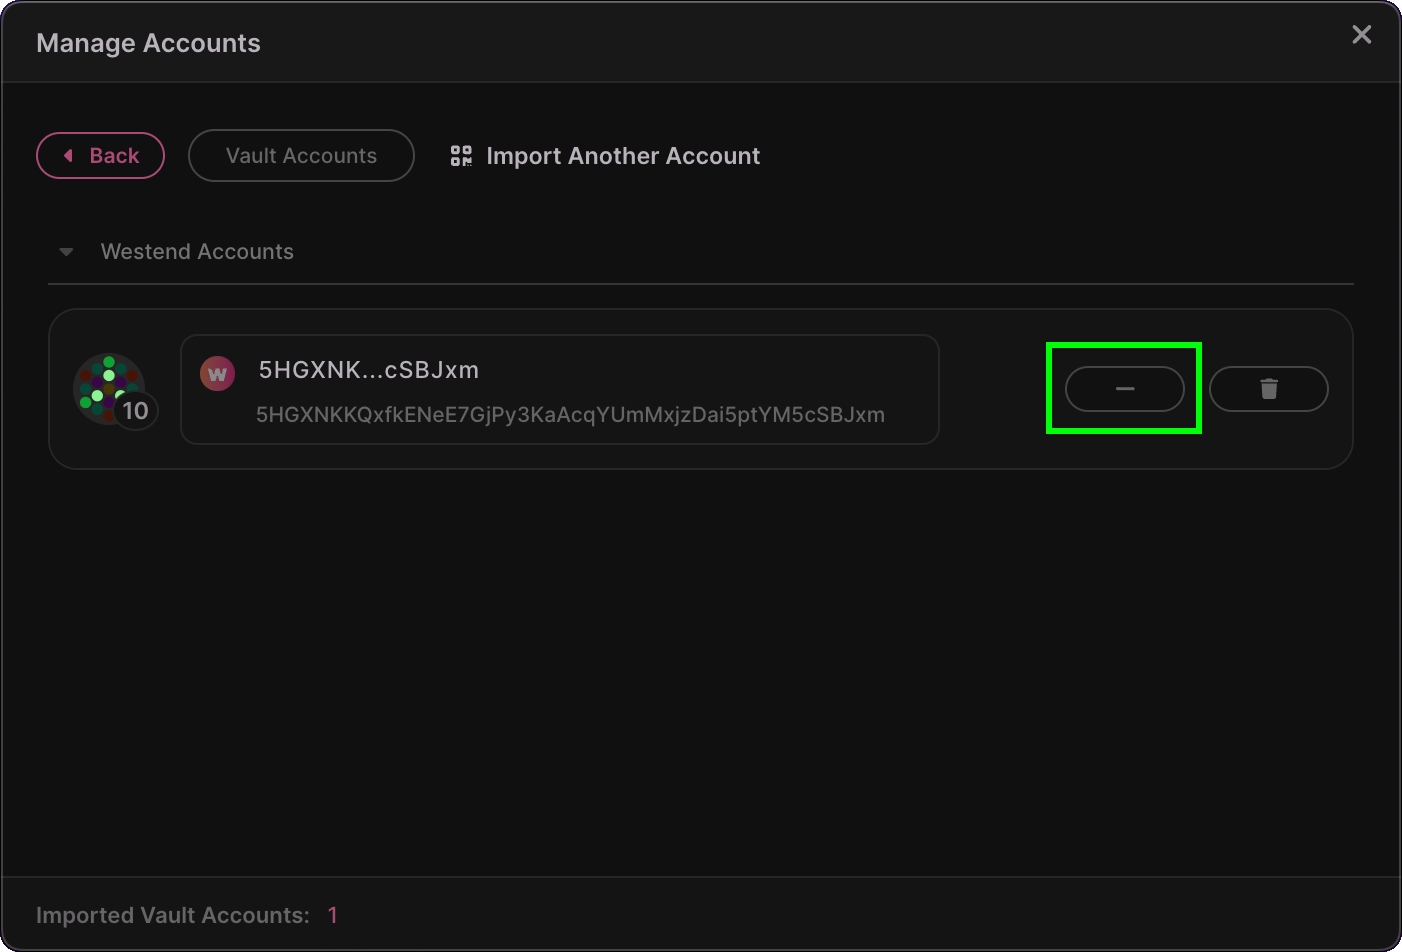 Manage Accounts
Back
Vault Accounts
Import Another Account
Westend Accounts
10
W
5HGXNK...cSBJxm
5HGXNKKQxfkENeE7GjPy3KaAcqYUmMxjzDai5ptYM5cSBJxm
Imported Vault Accounts: 1